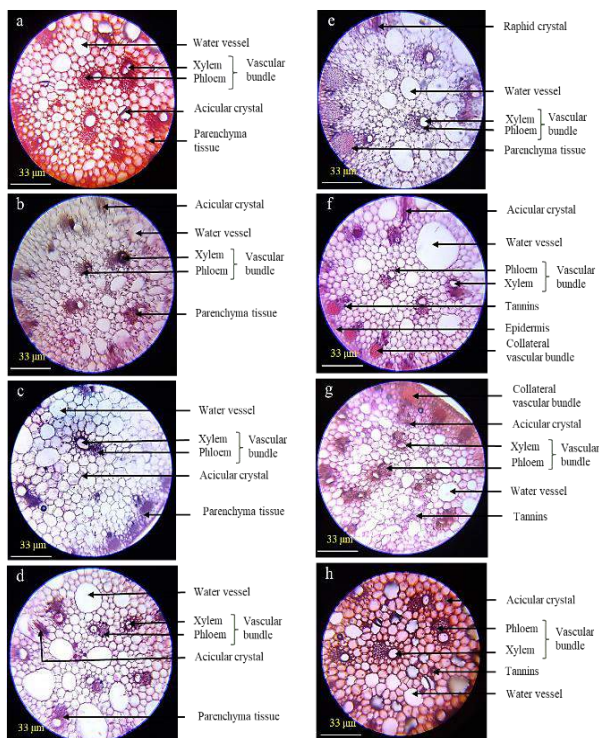 a
Water vessel
Xylem
Phloem
Vascular
bundle
Acicular crystal
Parenchyma
tissue
33 μm
b
Acicular crystal
Water vessel
Xylem
Phloem
Vascular
bundle
Parenchyma tissue
33 μm
c
Water vessel
Xylem
Phloem
Vascular
bundle
Acicular crystal
Parenchyma tissue
33 μm
d
Water vessel
Xylem
Phloem
Vascular
bundle
Acicular crystal
Parenchyma tissue
33 μm
e
Raphid crystal
Water vessel
Xylem
Phloem
Vascular
bundle
Parenchyma tissue
33 μm
f
Acicular crystal
Water vessel
Phloem
Xylem
Vascular
bundle
Tannins
Epidermis
Collateral
vascular bundle
33 μm
g
Collateral
vascular bundle
Acicular crystal
Xylem
Phloem
Vascular
bundle
Water vessel
Tannins
33 μm
h
Acicular crystal
Phloem
Xylem
Vascular
bundle
Tannins
Water vessel
33 μm